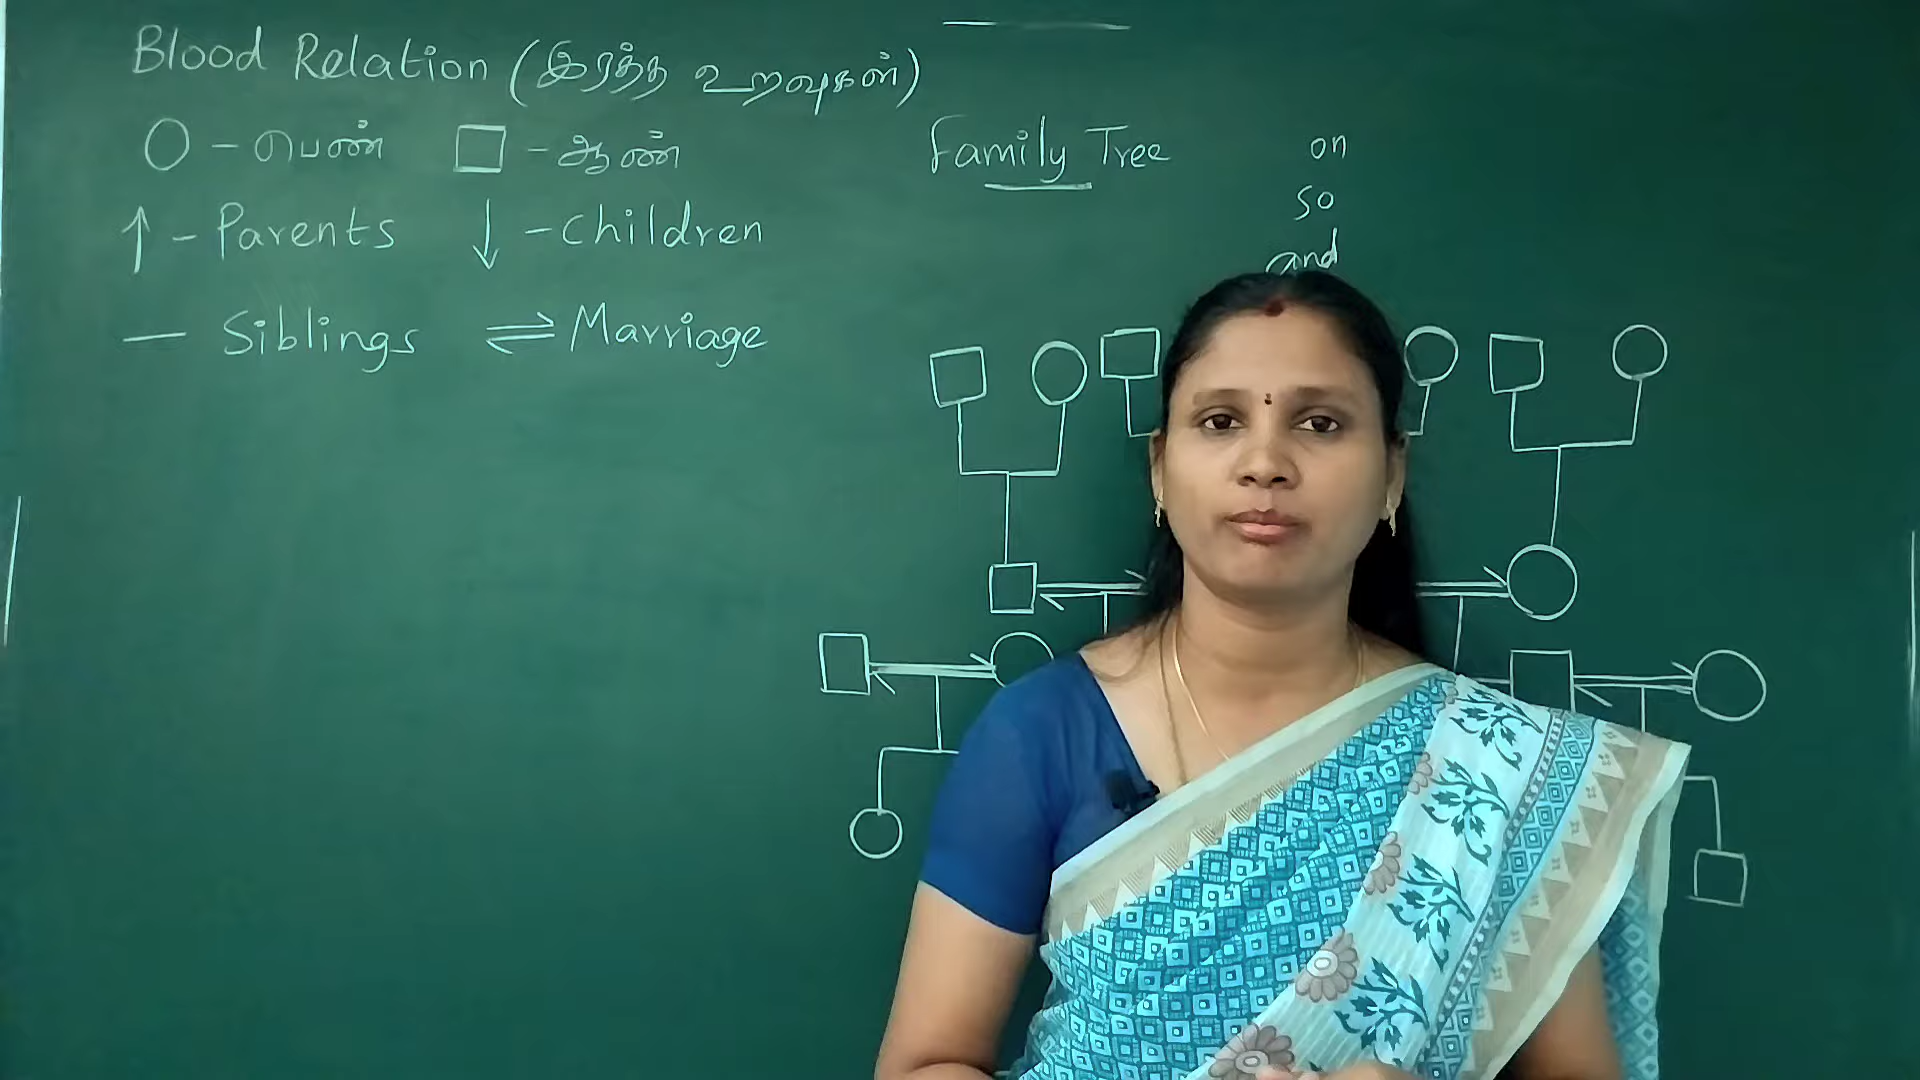 Blood Relation (இரத்த உறவுகள்)
○ - பெண் □ - ஆண்
↑ - Parents ↓ - Children
— Siblings ⇌ Marriage
Family Tree
on
so
and